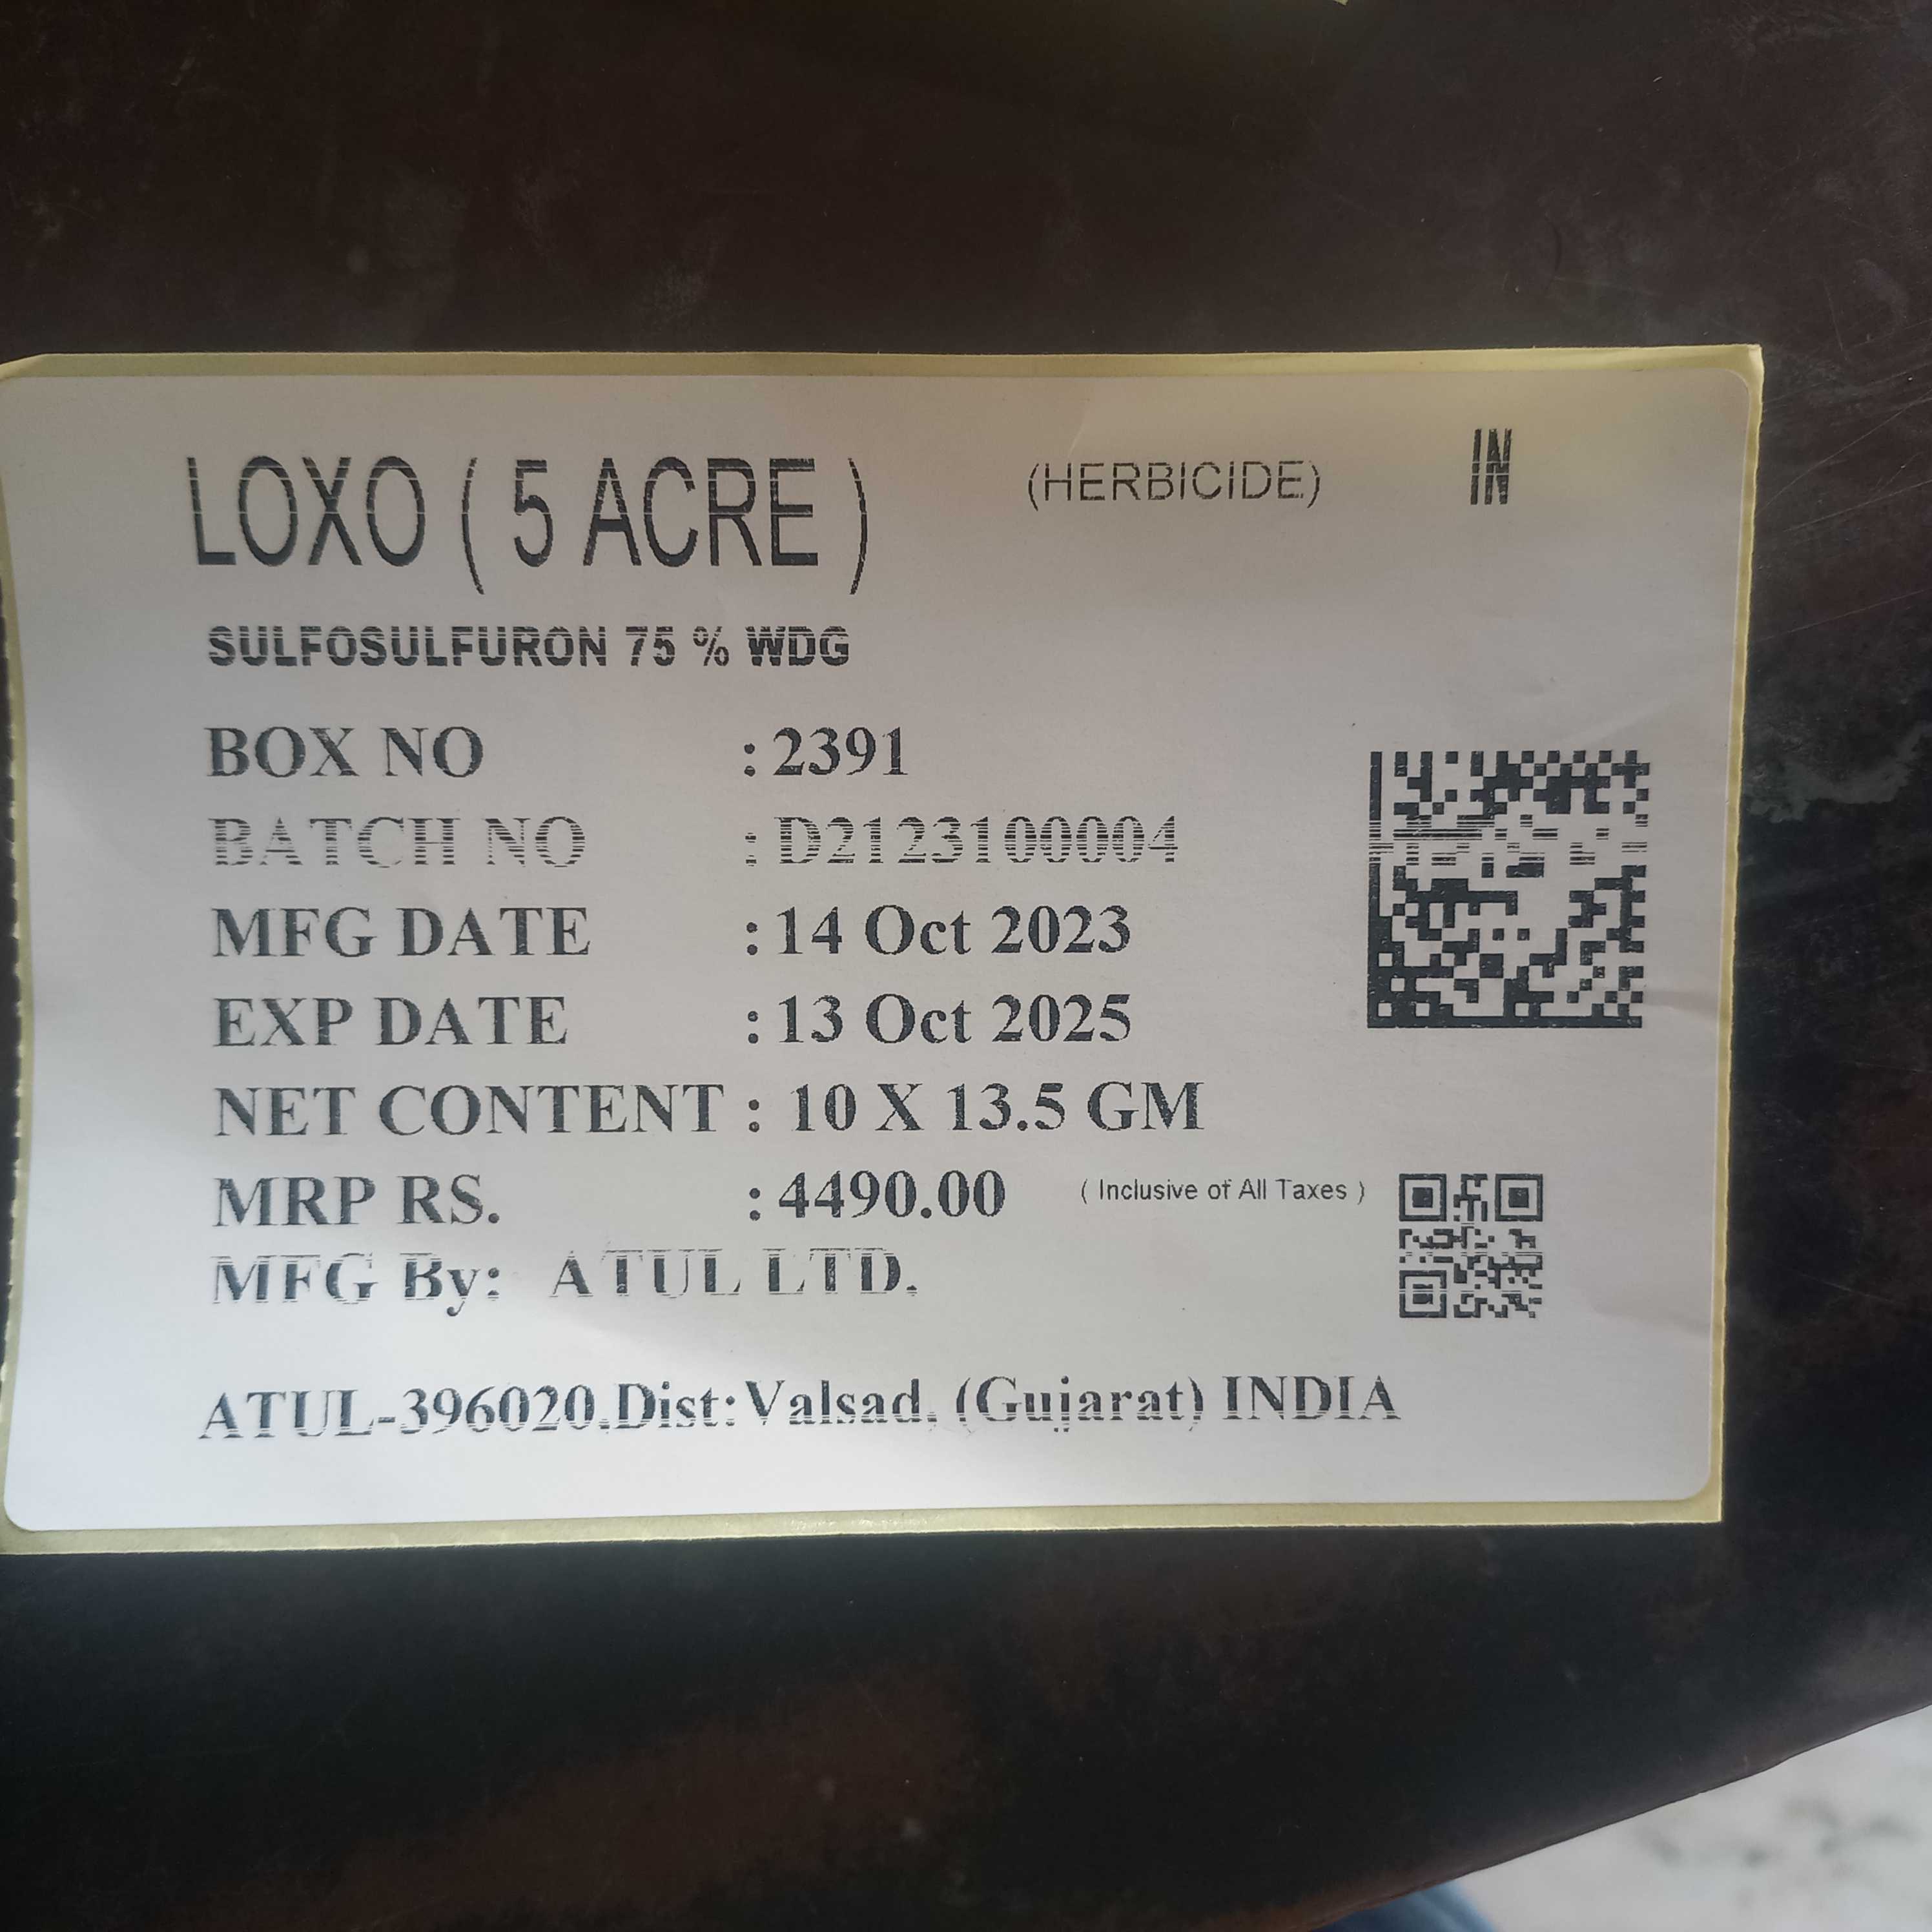 LOXO ( 5 ACRE ) (HERBICIDE) IN
SULFOSULFURON 75 % WDG
BOX NO : 2391
BATCH NO : D2123100004
MFG DATE : 14 Oct 2023
EXP DATE : 13 Oct 2025
NET CONTENT : 10 X 13.5 GM
MRP RS. : 4490.00 ( Inclusive of All Taxes )
MFG By: ATUL LTD.
ATUL-396020.Dist:Valsad, (Gujarat) INDIA